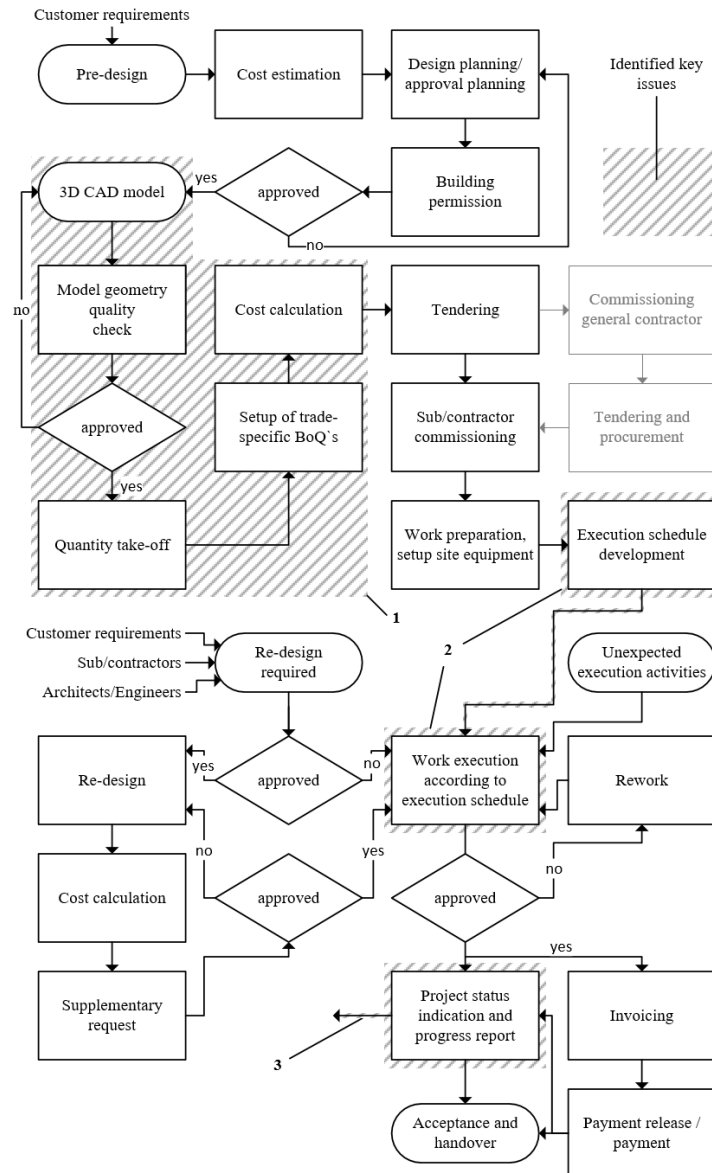 Customer requirements
Pre-design
Cost estimation
Design planning/
approval planning
Identified key
issues
3D CAD model
yes
approved
Building
permission
no
no
Model geometry
quality
check
Cost calculation
Tendering
Commissioning
general contractor
approved
Setup of trade-
specific BoQ`s
Sub/contractor
commissioning
Tendering and
procurement
yes
Quantity take-off
Work preparation,
setup site equipment
Execution schedule
development
1
2
Customer requirements
Sub/contractors
Architects/Engineers
Re-design
required
Unexpected
execution activities
Re-design
yes
approved
no
Work execution
according to
execution schedule
Rework
no
yes
Cost calculation
approved
approved
no
yes
Supplementary
request
Project status
indication and
progress report
Invoicing
3
Acceptance and
handover
Payment release /
payment